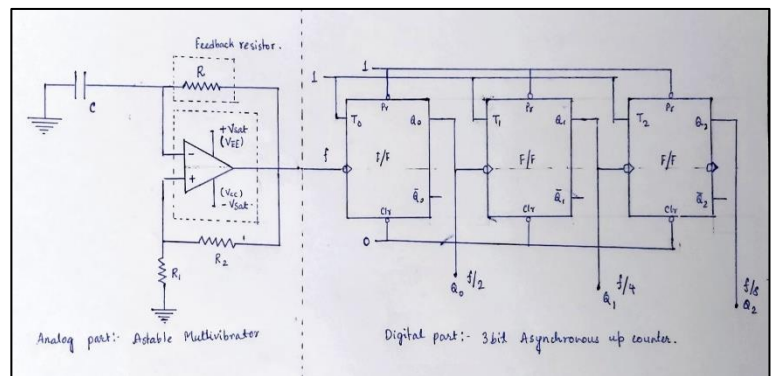 Feedback resistor.
R
C
+ Vsat
(VEE)
-
+
(Vcc)
- Vsat
R2
R1
Analog part:- Astable Multivibrator
1
1
f
Pr
T0
Q0
F/F
Q̄0
Clr
Pr
T1
Q1
F/F
Q̄1
Clr
Pr
T2
Q2
F/F
Q̄2
Clr
0
Q0
f/2
Q1
f/4
f/8
Q2
Digital part:- 3bit Asynchronous up counter.